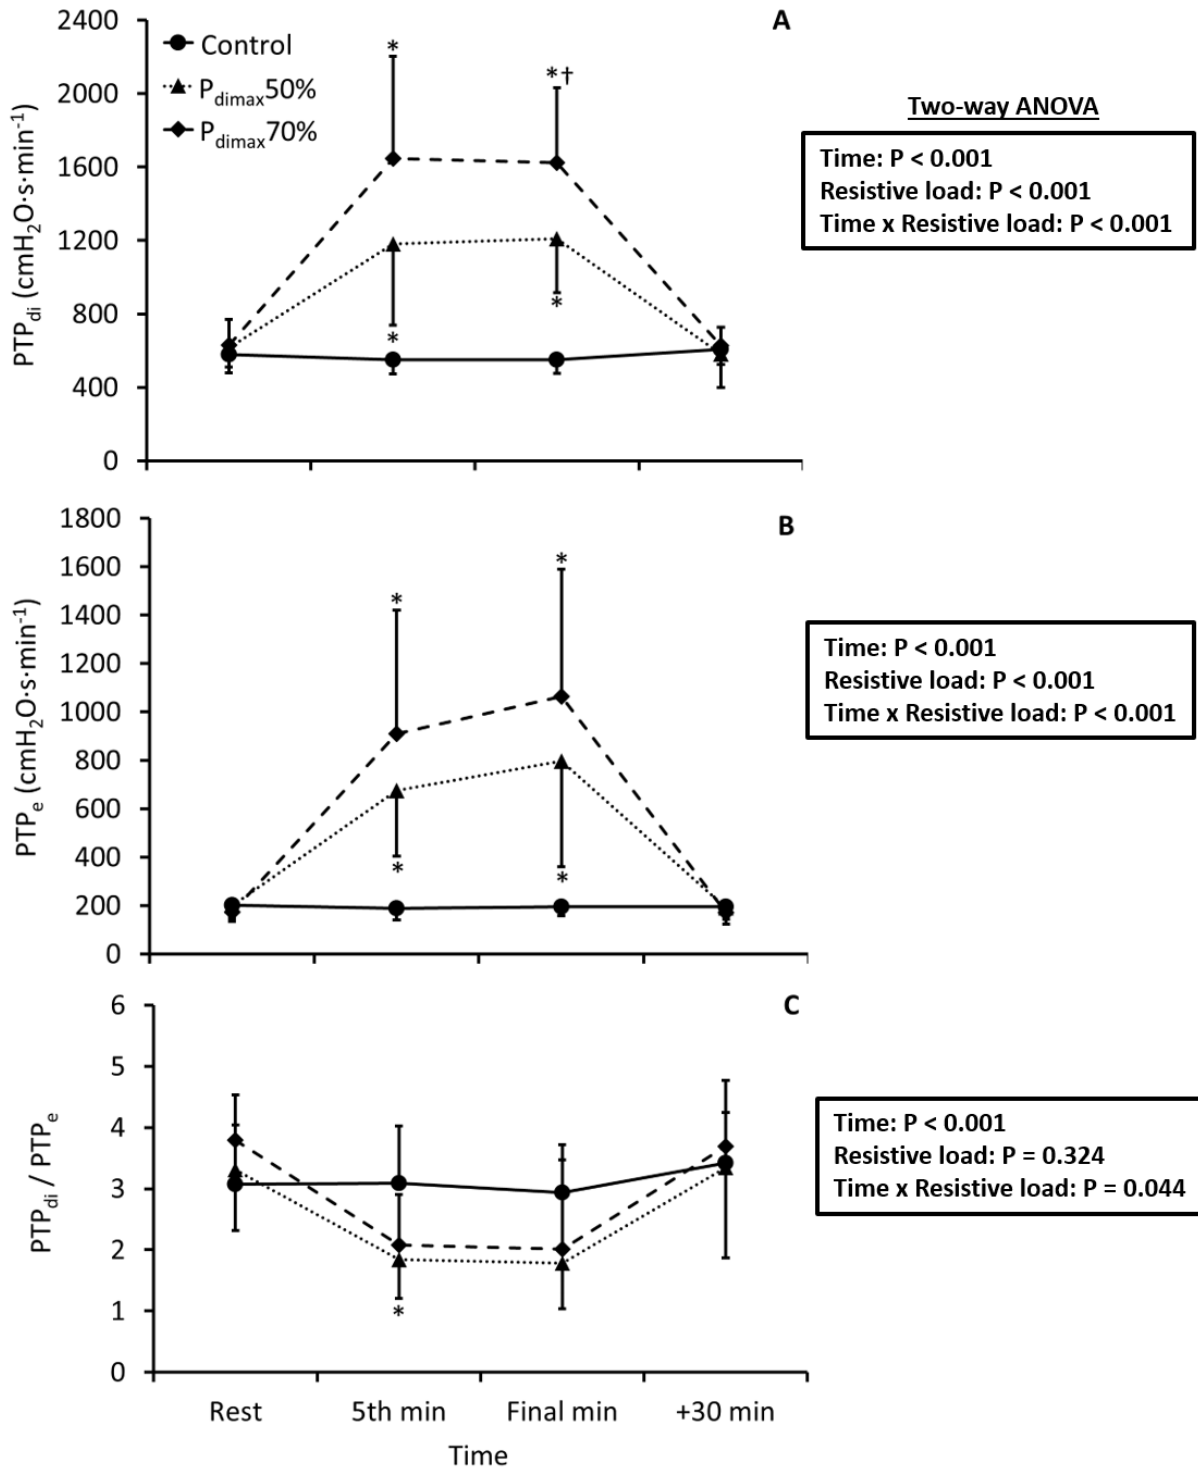 A
2400
2000
1600
1200
800
400
0
PTPdi (cmH2O·s·min-1)
Control
Pdimax50%
Pdimax70%
*
*†
*
*
Two-way ANOVA
Time: P < 0.001
Resistive load: P < 0.001
Time x Resistive load: P < 0.001
B
1800
1600
1400
1200
1000
800
600
400
200
0
PTPe (cmH2O·s·min-1)
*
*
*
*
Time: P < 0.001
Resistive load: P < 0.001
Time x Resistive load: P < 0.001
C
6
5
4
3
2
1
0
PTPdi / PTPe
*
Time: P < 0.001
Resistive load: P = 0.324
Time x Resistive load: P = 0.044
Rest 5th min Final min +30 min
Time